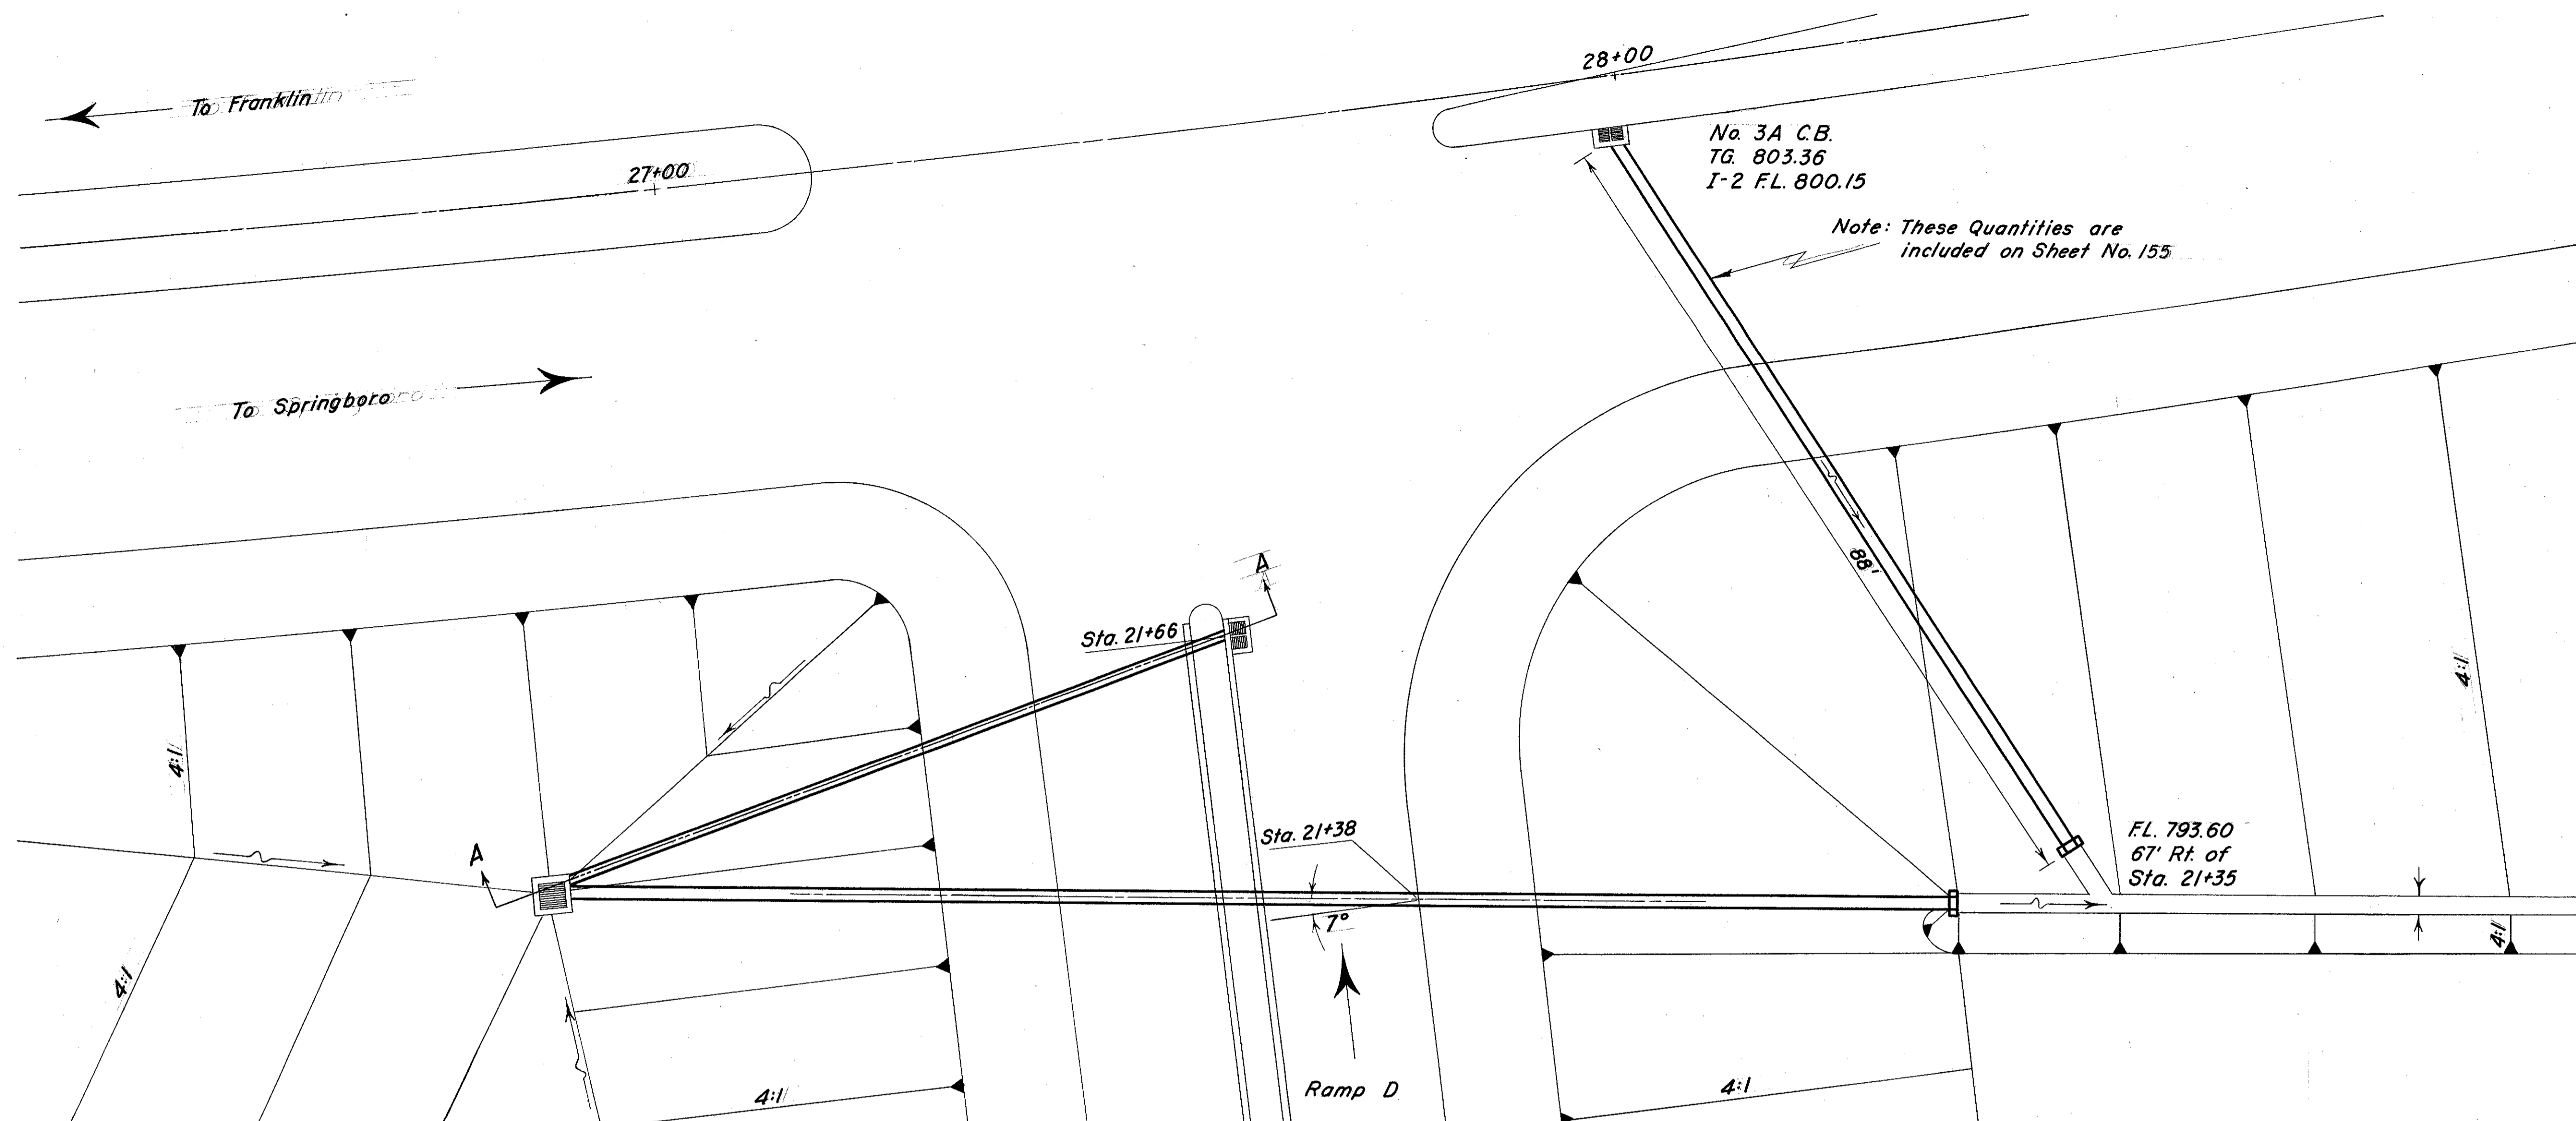 28+00
To Franklin
No. 3A C.B.
TG. 803.36
I-2 F.L. 800.15
27+00
Note: These Quantities are
included on Sheet No. 155
To Springboro
88'
A
Sta. 21+66
4:1
4:1
Sta. 21+38
F.L. 793.60
67' Rt. of
Sta. 21+35
A
7°
4:1
4:1
Ramp D
4:1
4:1